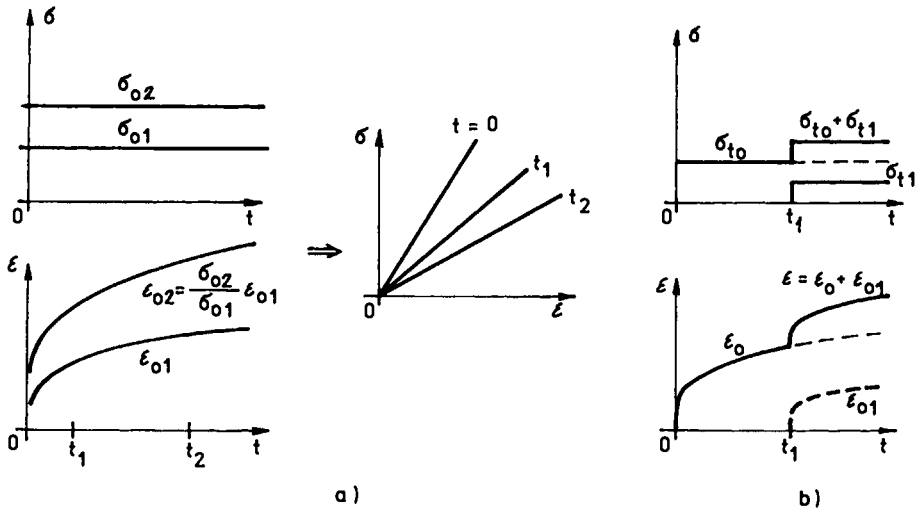 σ
σ₀₂
σ₀₁
0
t
ε
ε₀₂ = σ₀₂/σ₀₁ ε₀₁
ε₀₁
0
t₁
t₂
t
⇒
σ
t = 0
t₁
t₂
0
ε
a)
σ
σt0
σt0 + σt1
σt1
0
t₁
t
ε
ε = ε₀ + ε₀₁
ε₀
ε₀₁
0
t₁
t
b)